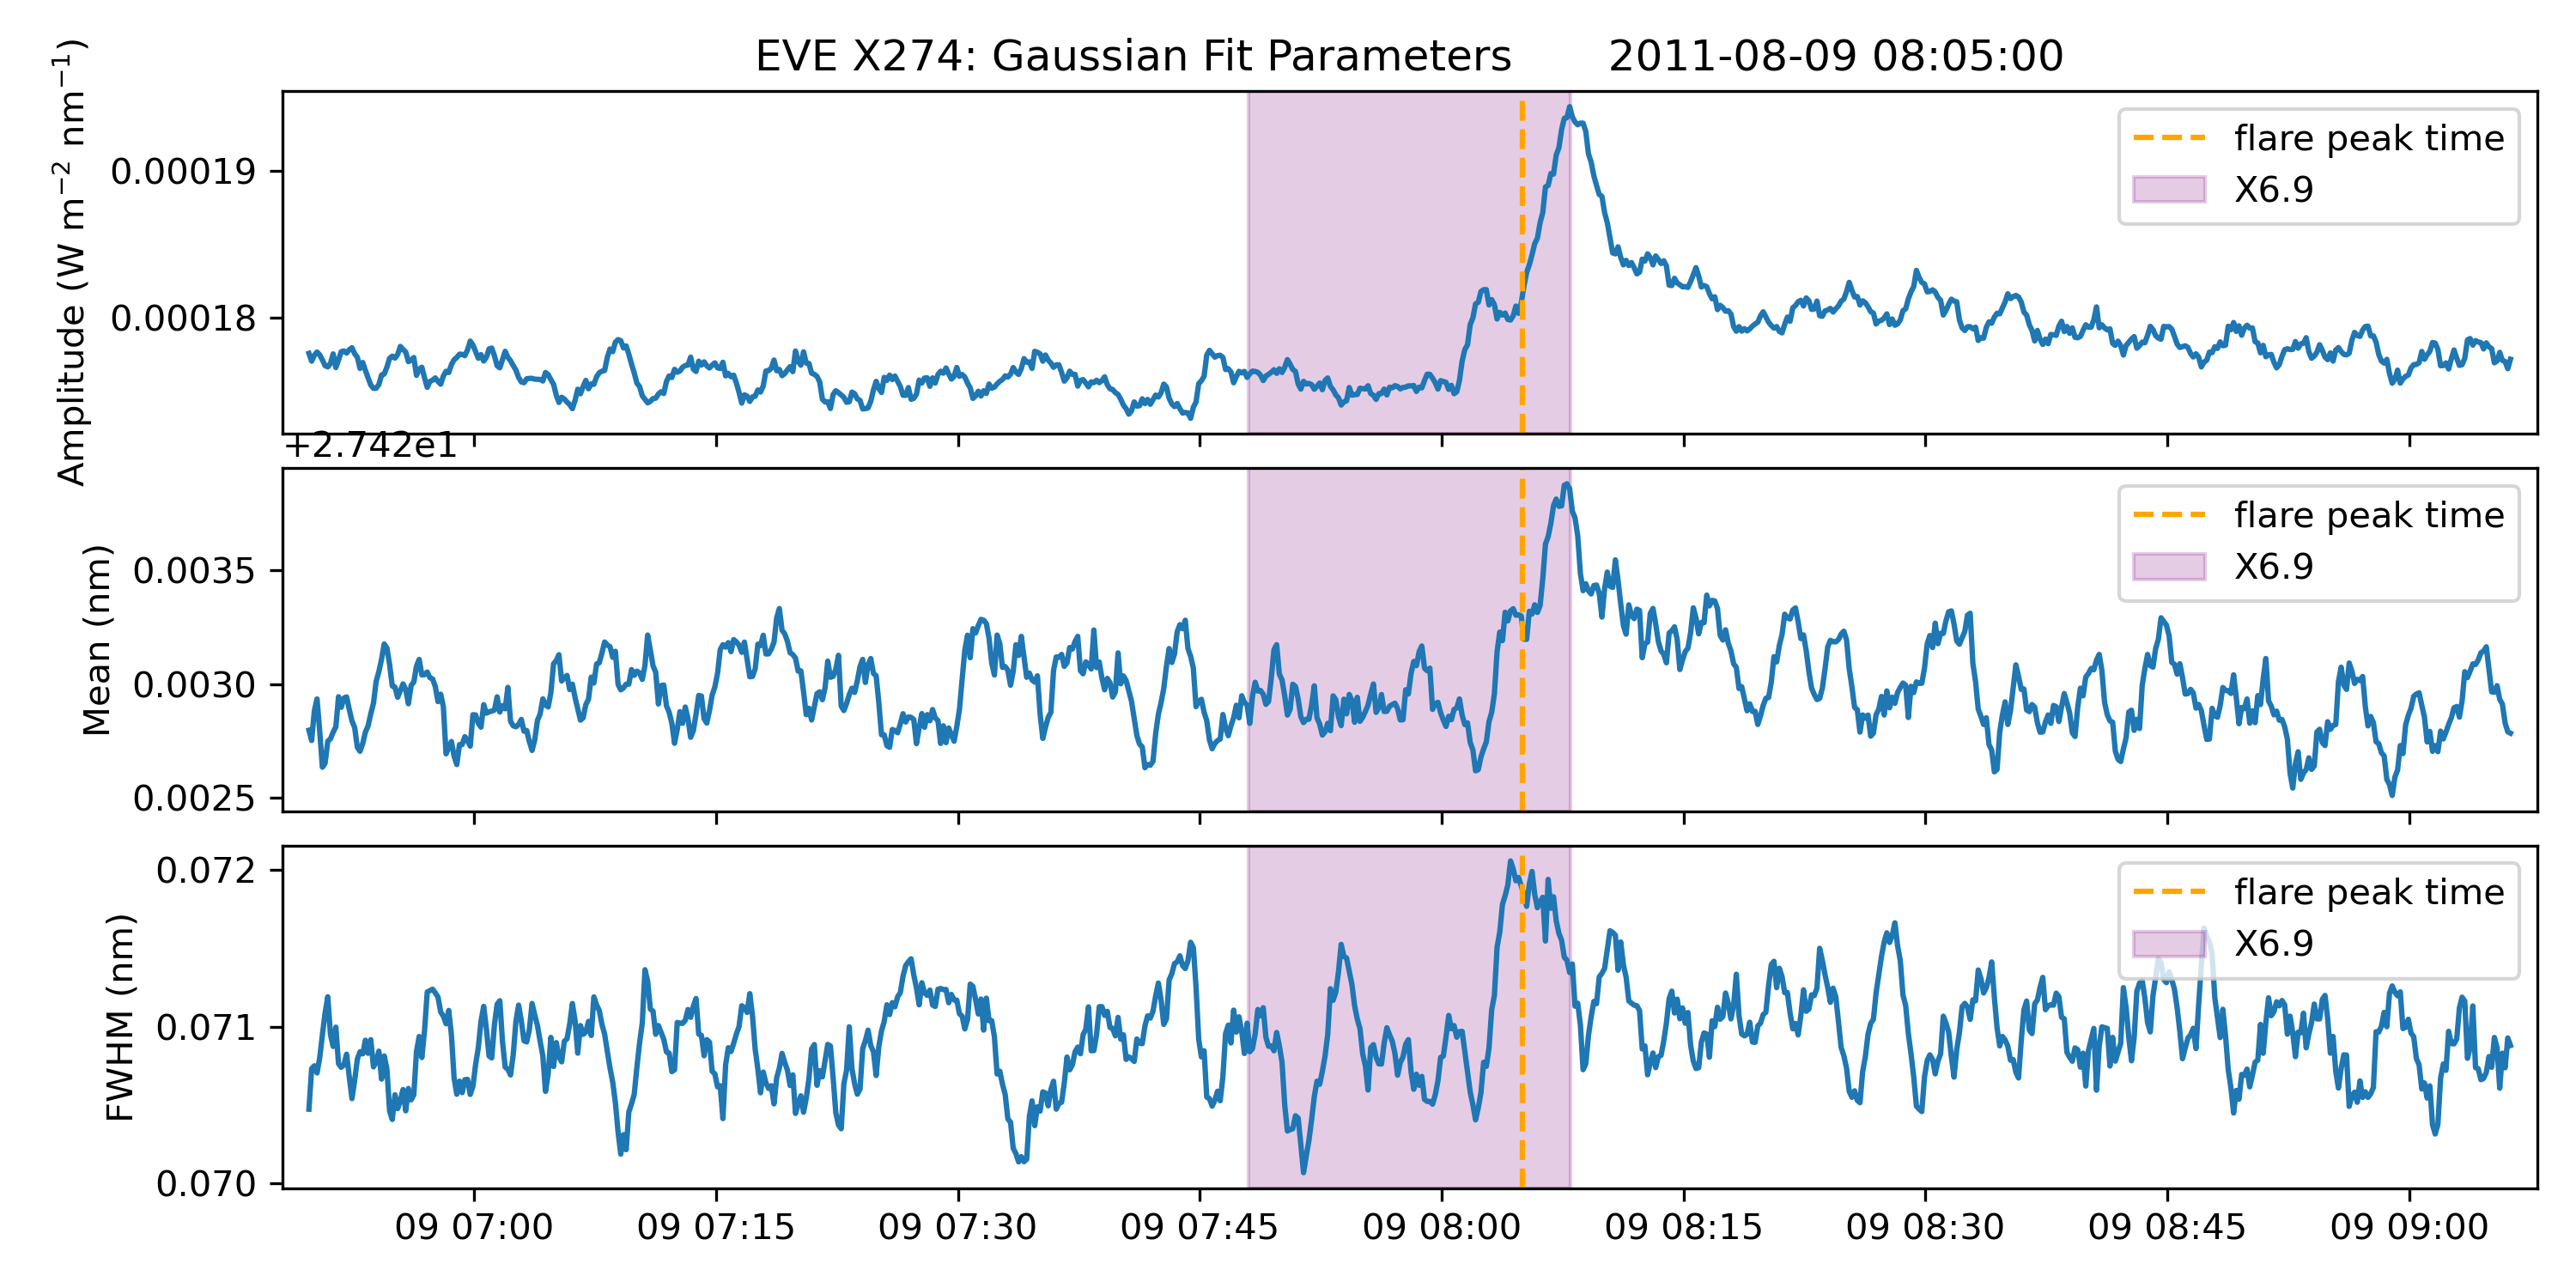 EVE X274: Gaussian Fit Parameters 2011-08-09 08:05:00
Amplitude (W m⁻² nm⁻¹)
0.00019
0.00018
flare peak time
X6.9
+2.742e1
Mean (nm)
0.0035
0.0030
0.0025
flare peak time
X6.9
FWHM (nm)
0.072
0.071
0.070
flare peak time
X6.9
09 07:00 09 07:15 09 07:30 09 07:45 09 08:00 09 08:15 09 08:30 09 08:45 09 09:00